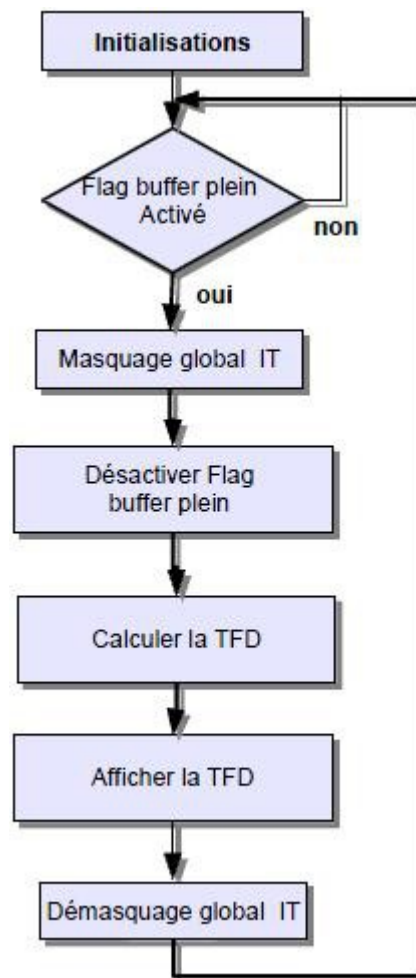 Initialisations
Flag buffer plein
Activé
non
oui
Masquage global IT
Désactiver Flag
buffer plein
Calculer la TFD
Afficher la TFD
Démasquage global IT